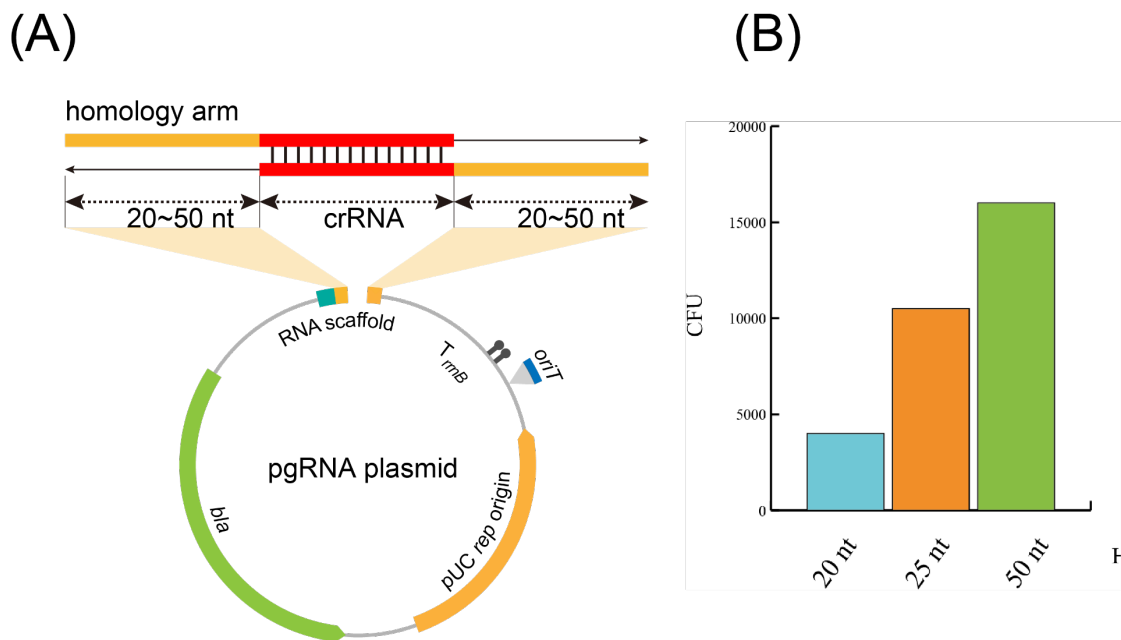 (A)
homology arm
20~50 nt
crRNA
20~50 nt
RNA scaffold
TrrnB
oriT
pgRNA plasmid
bla
pUC rep origin
(B)
20000
15000
10000
5000
0
CFU
20 nt
25 nt
50 nt
H